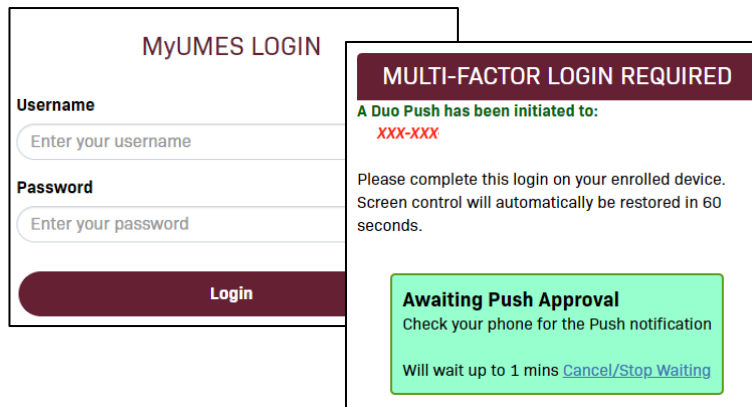 MyUMES LOGIN
Username
Enter your username
Password
Enter your password
Login
MULTI-FACTOR LOGIN REQUIRED
A Duo Push has been initiated to:
XXX-XXX
Please complete this login on your enrolled device.
Screen control will automatically be restored in 60
seconds.
Awaiting Push Approval
Check your phone for the Push notification
Will wait up to 1 mins Cancel/Stop Waiting